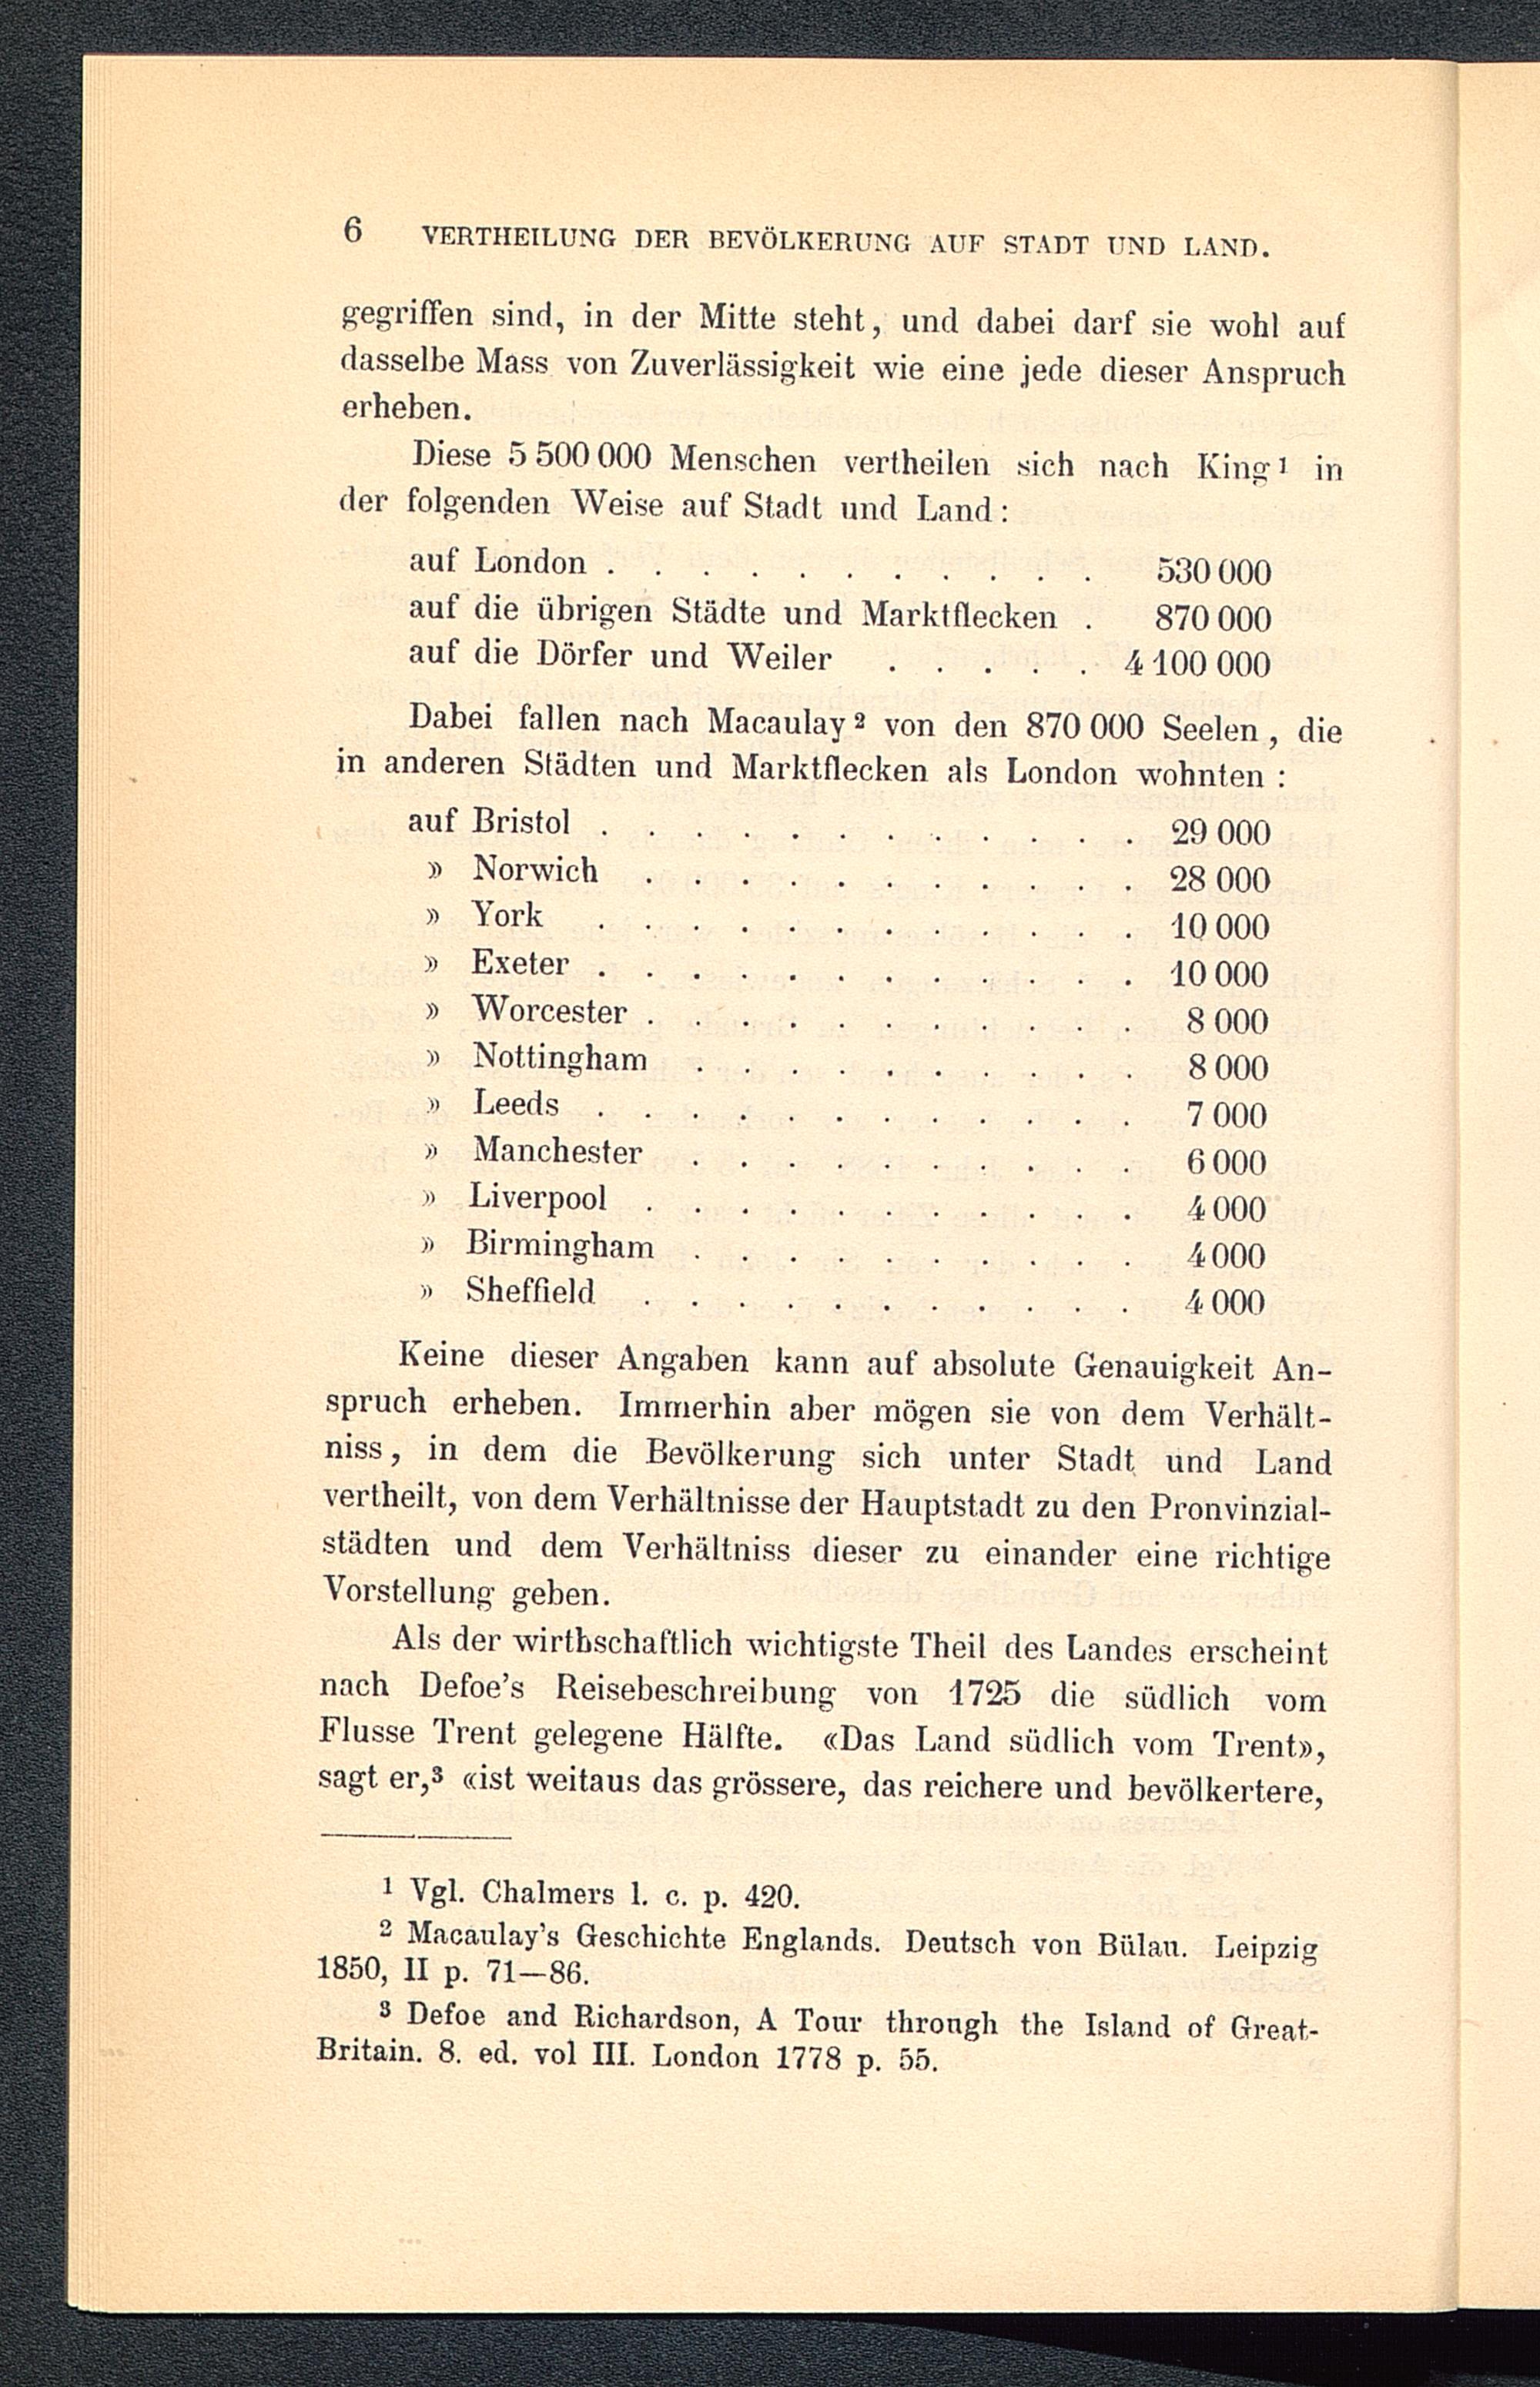 6 VERTHEILUNG DER BEVÖLKERUNG AUF STADT UND LAND.
gegriffen sind, in der Mitte steht, und dabei darf sie wohl auf
dasselbe Mass von Zuverlässigkeit wie eine jede dieser Anspruch
erheben.
Diese 5 500 000 Menschen vertheilen sich nach King¹ in
der folgenden Weise auf Stadt und Land:
auf London . . . . . . . . . . . 530 000
auf die übrigen Städte und Marktflecken . 870 000
auf die Dörfer und Weiler . . . . . 4 100 000
Dabei fallen nach Macaulay² von den 870 000 Seelen, die
in anderen Städten und Marktflecken als London wohnten:
auf Bristol . . . . . . . . . . . . 29 000
» Norwich . . . . . . . . . . . 28 000
» York . . . . . . . . . . . . 10 000
» Exeter . . . . . . . . . . . . 10 000
» Worcester . . . . . . . . . . . 8 000
» Nottingham . . . . . . . . . . 8 000
» Leeds . . . . . . . . . . . . 7 000
» Manchester . . . . . . . . . . 6 000
» Liverpool . . . . . . . . . . . 4 000
» Birmingham . . . . . . . . . . 4 000
» Sheffield . . . . . . . . . . . 4 000
Keine dieser Angaben kann auf absolute Genauigkeit An-
spruch erheben. Immerhin aber mögen sie von dem Verhält-
niss, in dem die Bevölkerung sich unter Stadt und Land
vertheilt, von dem Verhältnisse der Hauptstadt zu den Pronvinzial-
städten und dem Verhältniss dieser zu einander eine richtige
Vorstellung geben.
Als der wirthschaftlich wichtigste Theil des Landes erscheint
nach Defoe's Reisebeschreibung von 1725 die südlich vom
Flusse Trent gelegene Hälfte. «Das Land südlich vom Trent»,
sagt er,³ «ist weitaus das grössere, das reichere und bevölkertere,
¹ Vgl. Chalmers l. c. p. 420.
² Macaulay's Geschichte Englands. Deutsch von Bülau. Leipzig
1850, II p. 71—86.
³ Defoe and Richardson, A Tour through the Island of Great-
Britain. 8. ed. vol III. London 1778 p. 55.